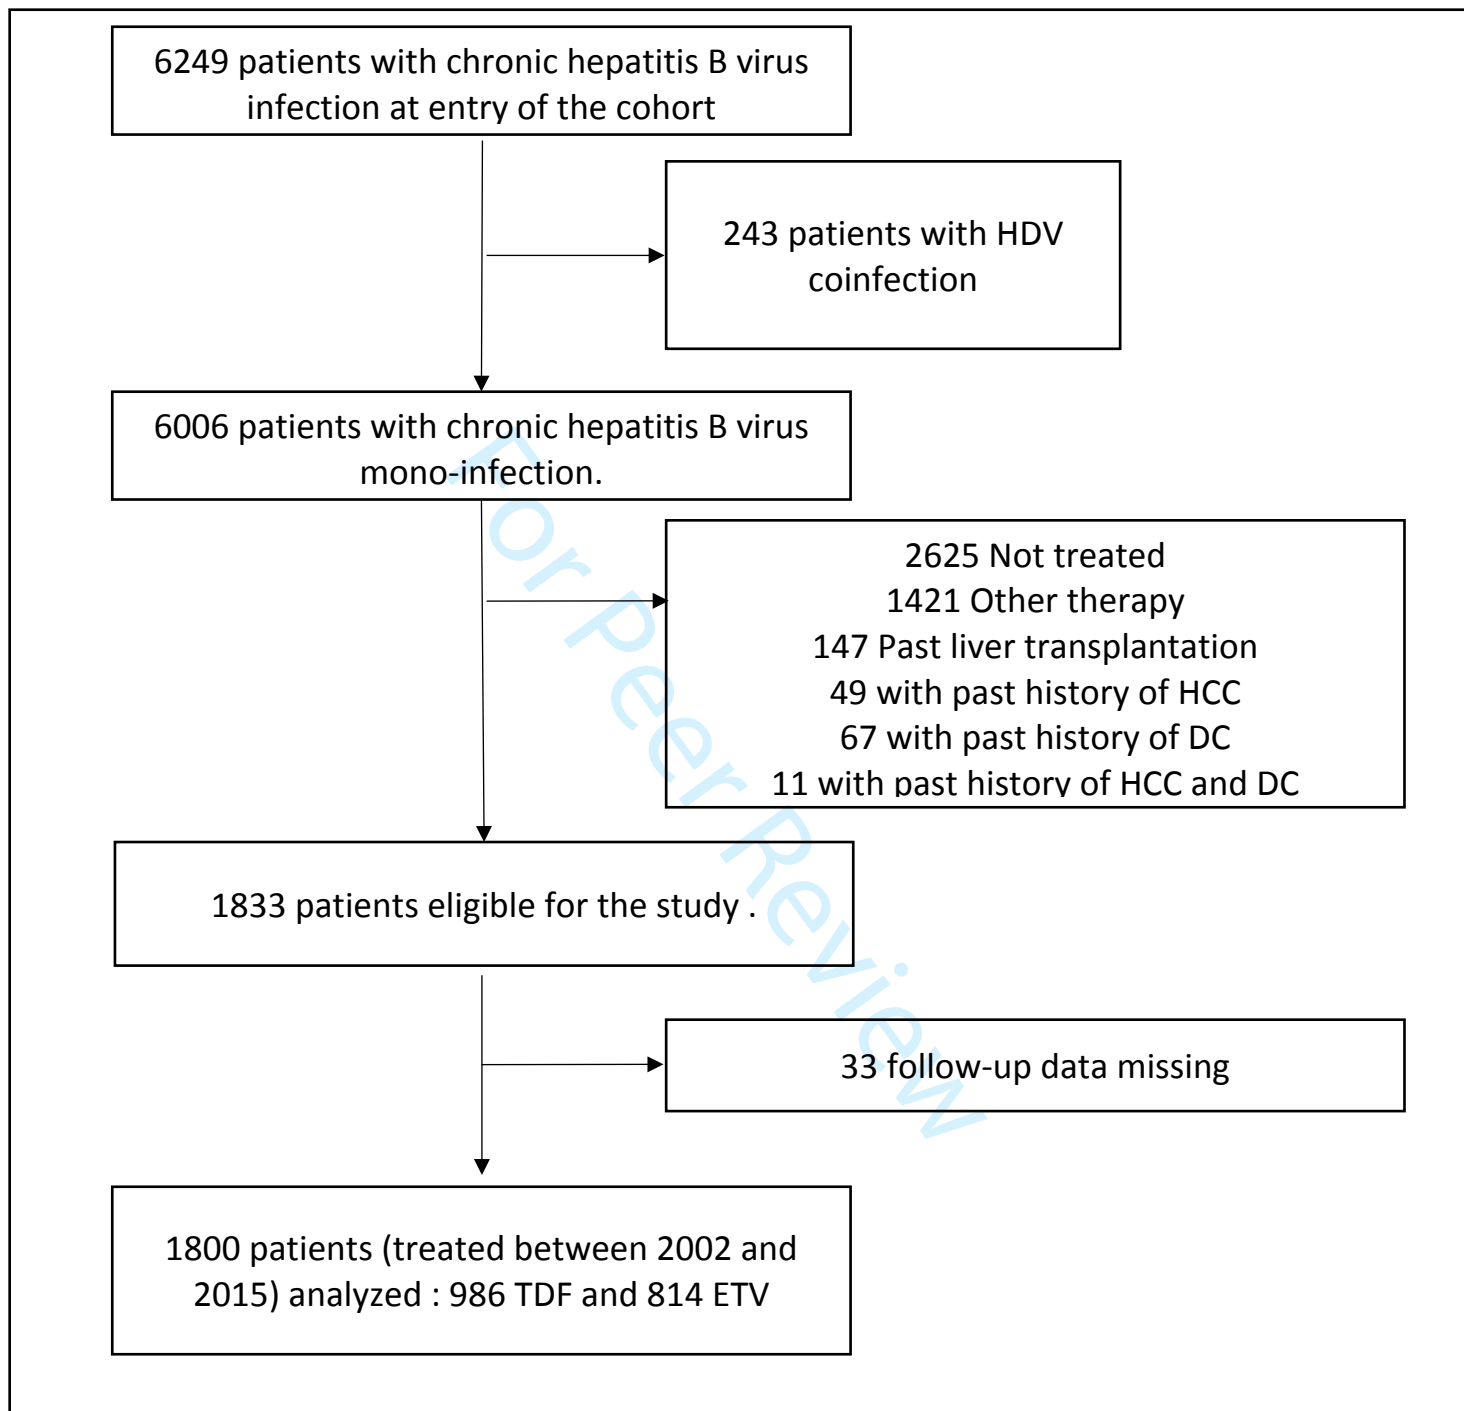 6249 patients with chronic hepatitis B virus
infection at entry of the cohort
243 patients with HDV
coinfection
6006 patients with chronic hepatitis B virus
mono-infection.
2625 Not treated
1421 Other therapy
147 Past liver transplantation
49 with past history of HCC
67 with past history of DC
11 with past history of HCC and DC
1833 patients eligible for the study .
33 follow-up data missing
1800 patients (treated between 2002 and
2015) analyzed : 986 TDF and 814 ETV
For Peer Review